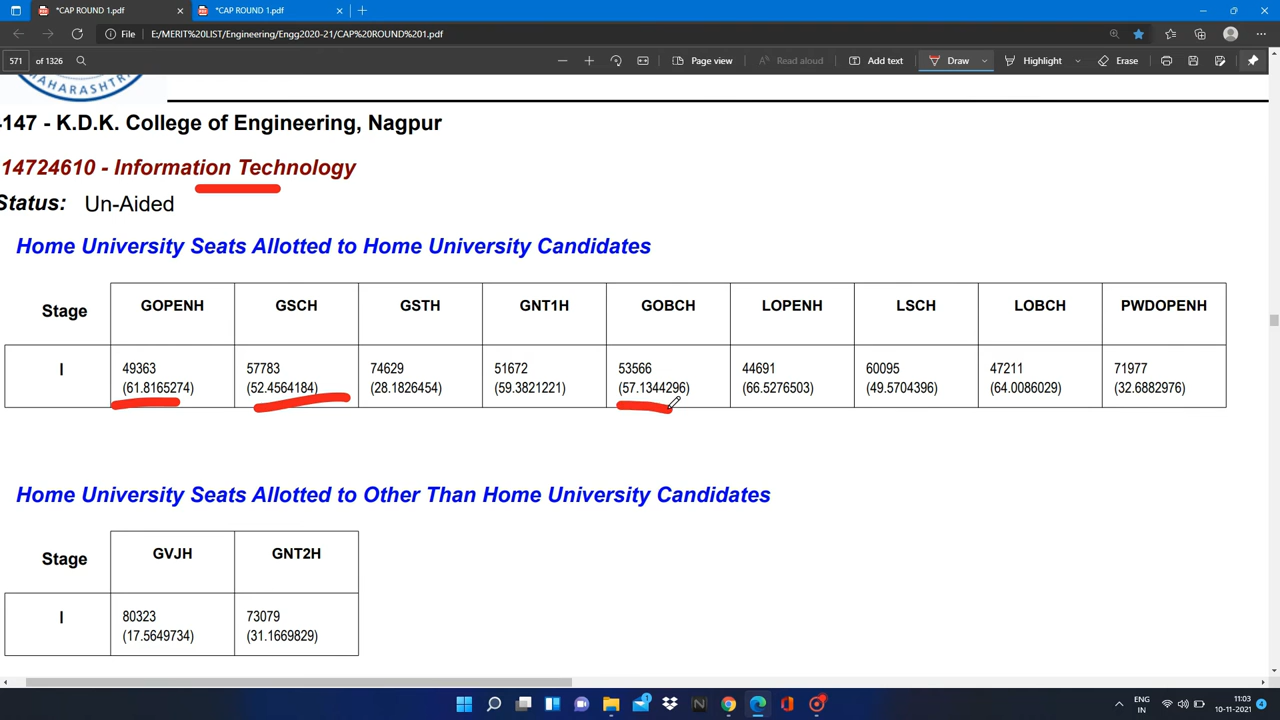 *CAP ROUND 1.pdf
*CAP ROUND 1.pdf
File E:/MERIT%20LIST/Engineering/Engg2020-21/CAP%20ROUND%201.pdf
571 of 1326 Page view Read aloud Add text Draw Highlight Erase
MAHARASHTRA
147 - K.D.K. College of Engineering, Nagpur
14724610 - Information Technology
Status: Un-Aided
Home University Seats Allotted to Home University Candidates
Stage GOPENH GSCH GSTH GNT1H GOBCH LOPENH LSCH LOBCH PWDOPENH
I 49363 57783 74629 51672 53566 44691 60095 47211 71977
(61.8165274) (52.4564184) (28.1826454) (59.3821221) (57.1344296) (66.5276503) (49.5704396) (64.0086029) (32.6882976)
Home University Seats Allotted to Other Than Home University Candidates
Stage GVJH GNT2H
I 80323 73079
(17.5649734) (31.1669829)
ENG
IN
11:03
10-11-2021
4
1